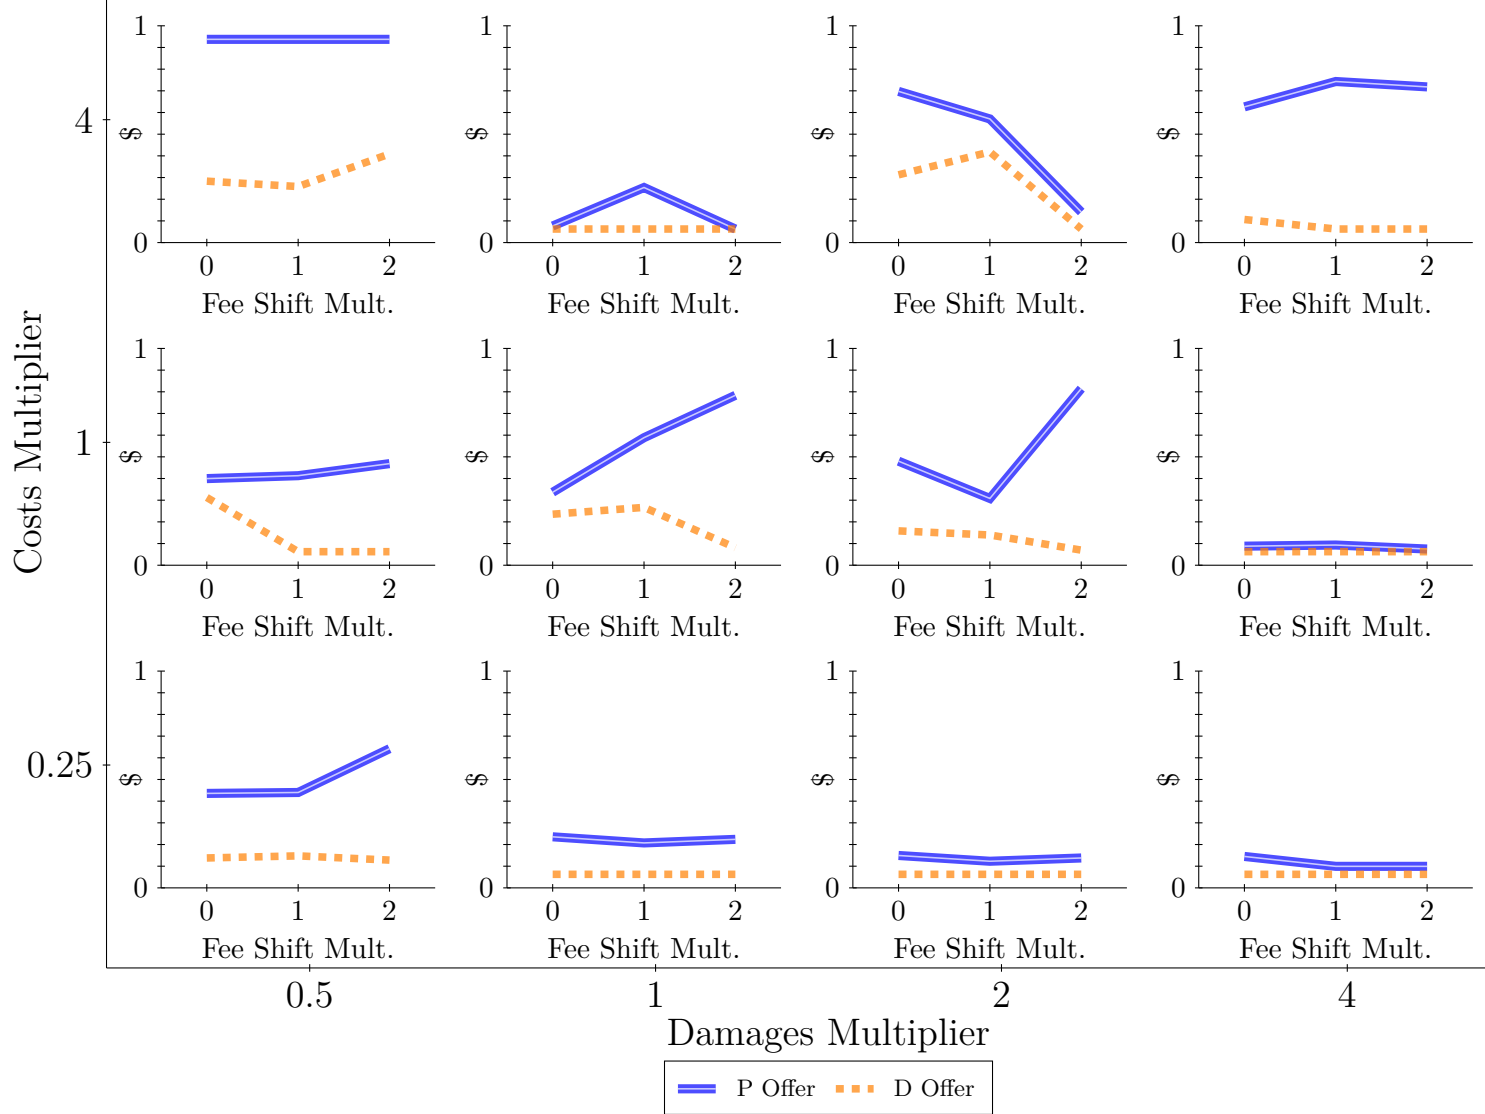 Costs Multiplier
4
1
0.25
1
0
$
0 1 2
Fee Shift Mult.
1
0
$
0 1 2
Fee Shift Mult.
1
0
$
0 1 2
Fee Shift Mult.
1
0
$
0 1 2
Fee Shift Mult.
1
0
$
0 1 2
Fee Shift Mult.
1
0
$
0 1 2
Fee Shift Mult.
1
0
$
0 1 2
Fee Shift Mult.
1
0
$
0 1 2
Fee Shift Mult.
1
0
$
0 1 2
Fee Shift Mult.
1
0
$
0 1 2
Fee Shift Mult.
1
0
$
0 1 2
Fee Shift Mult.
1
0
$
0 1 2
Fee Shift Mult.
0.5 1 2 4
Damages Multiplier
P Offer D Offer